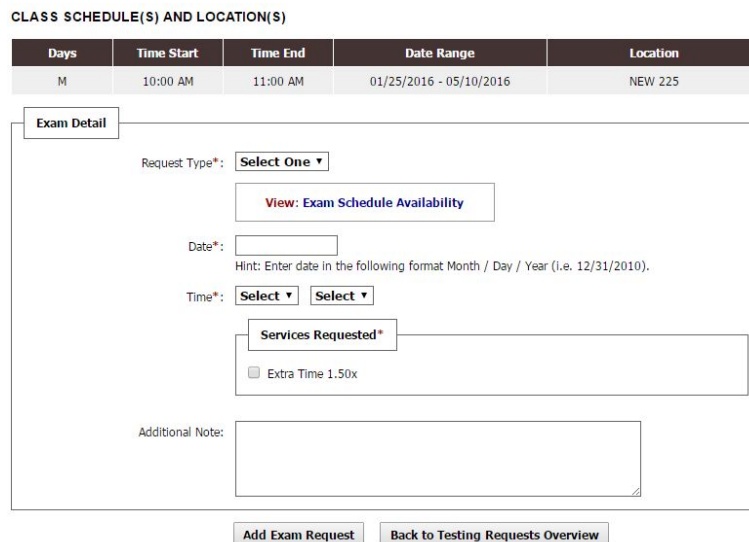 CLASS SCHEDULE(S) AND LOCATION(S)
Days Time Start Time End Date Range Location
M 10:00 AM 11:00 AM 01/25/2016 - 05/10/2016 NEW 225
Exam Detail
Request Type*: Select One
View: Exam Schedule Availability
Date*:
Hint: Enter date in the following format Month / Day / Year (i.e. 12/31/2010).
Time*: Select Select
Services Requested*
Extra Time 1.50x
Additional Note:
Add Exam Request Back to Testing Requests Overview